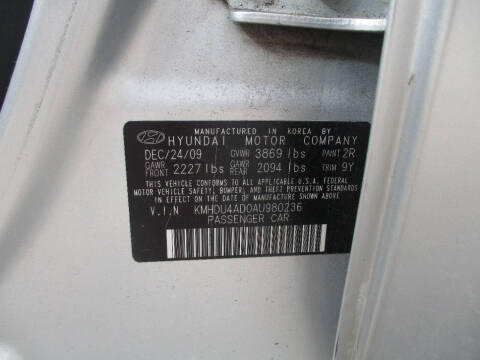 MANUFACTURED IN KOREA BY
HYUNDAI MOTOR COMPANY
DEC/24/09 GVWR 3869 lbs PAINT 2R
GAWR FRONT 2227 lbs GAWR REAR 2094 lbs TRIM 9Y
THIS VEHICLE CONFORMS TO ALL APPLICABLE U.S.A. FEDERAL
MOTOR VEHICLE SAFETY, BUMPER, AND THEFT PREVENTION STANDARDS
IN EFFECT ON THE DATE OF MANUFACTURE SHOWN ABOVE
V.I.N KMHDU4AD0AU980236
PASSENGER CAR